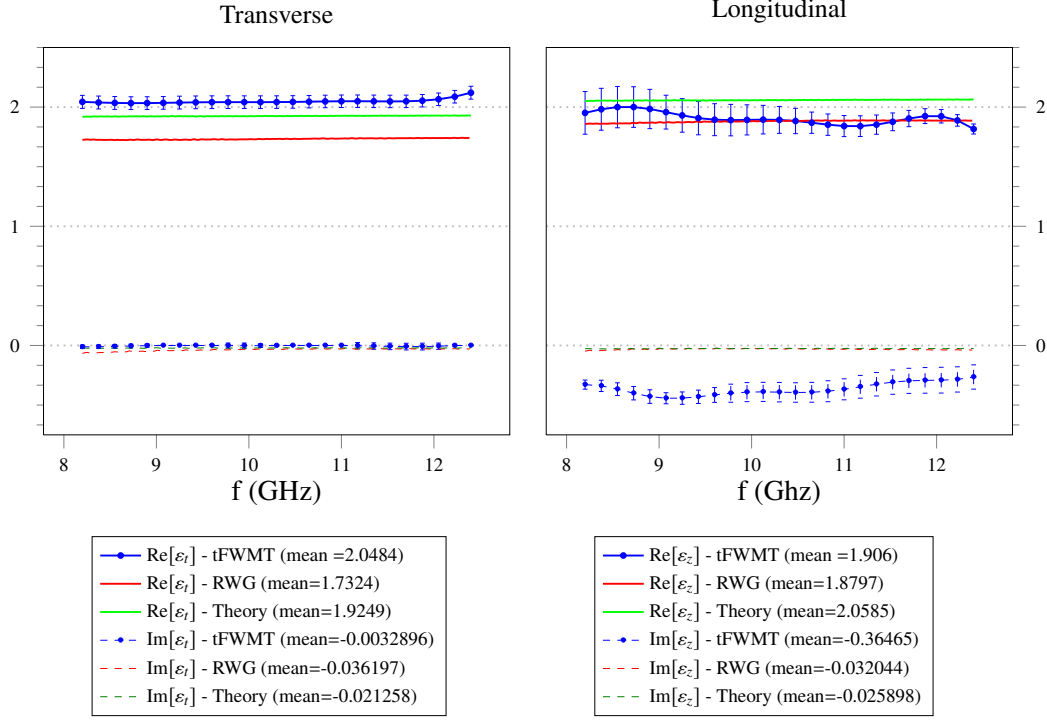 Transverse
Longitudinal
2
1
0
2
1
0
8 9 10 11 12
8 9 10 11 12
f (GHz)
f (Ghz)
Re[εt] - tFWMT (mean =2.0484)
Re[εt] - RWG (mean=1.7324)
Re[εt] - Theory (mean=1.9249)
Im[εt] - tFWMT (mean=-0.0032896)
Im[εt] - RWG (mean=-0.036197)
Im[εt] - Theory (mean=-0.021258)
Re[εz] - tFWMT (mean =1.906)
Re[εz] - RWG (mean=1.8797)
Re[εz] - Theory (mean=2.0585)
Im[εz] - tFWMT (mean=-0.36465)
Im[εz] - RWG (mean=-0.032044)
Im[εz] - Theory (mean=-0.025898)